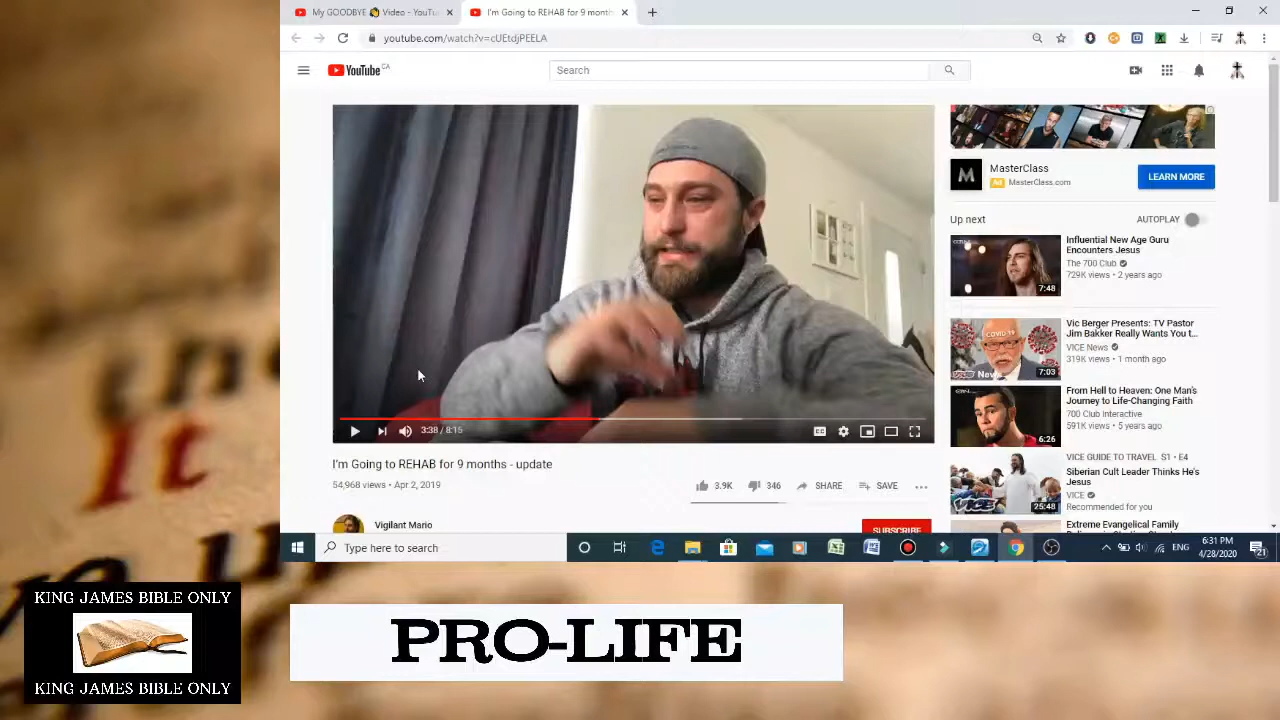 My GOODBYE 👋 Video - YouTu
I'm Going to REHAB for 9 month
youtube.com/watch?v=cUEtdjPEELA
YouTube CA
Search
MasterClass
Ad MasterClass.com
LEARN MORE
Up next
AUTOPLAY
Influential New Age Guru
Encounters Jesus
The 700 Club
729K views • 2 years ago
7:48
Vic Berger Presents: TV Pastor
Jim Bakker Really Wants You t...
VICE News
319K views • 1 month ago
COVID-19
7:03
From Hell to Heaven: One Man's
Journey to Life-Changing Faith
700 Club Interactive
591K views • 5 years ago
6:26
VICE GUIDE TO TRAVEL S1 • E4
Siberian Cult Leader Thinks He's
Jesus
VICE
Recommended for you
25:48
Extreme Evangelical Family
3:38 / 8:15
I'm Going to REHAB for 9 months - update
54,968 views • Apr 2, 2019
3.9K
346
SHARE
SAVE
Vigilant Mario
SUBSCRIBE
Type here to search
ENG
6:31 PM
4/28/2020
21
the
It
KING JAMES BIBLE ONLY
KING JAMES BIBLE ONLY
PRO-LIFE